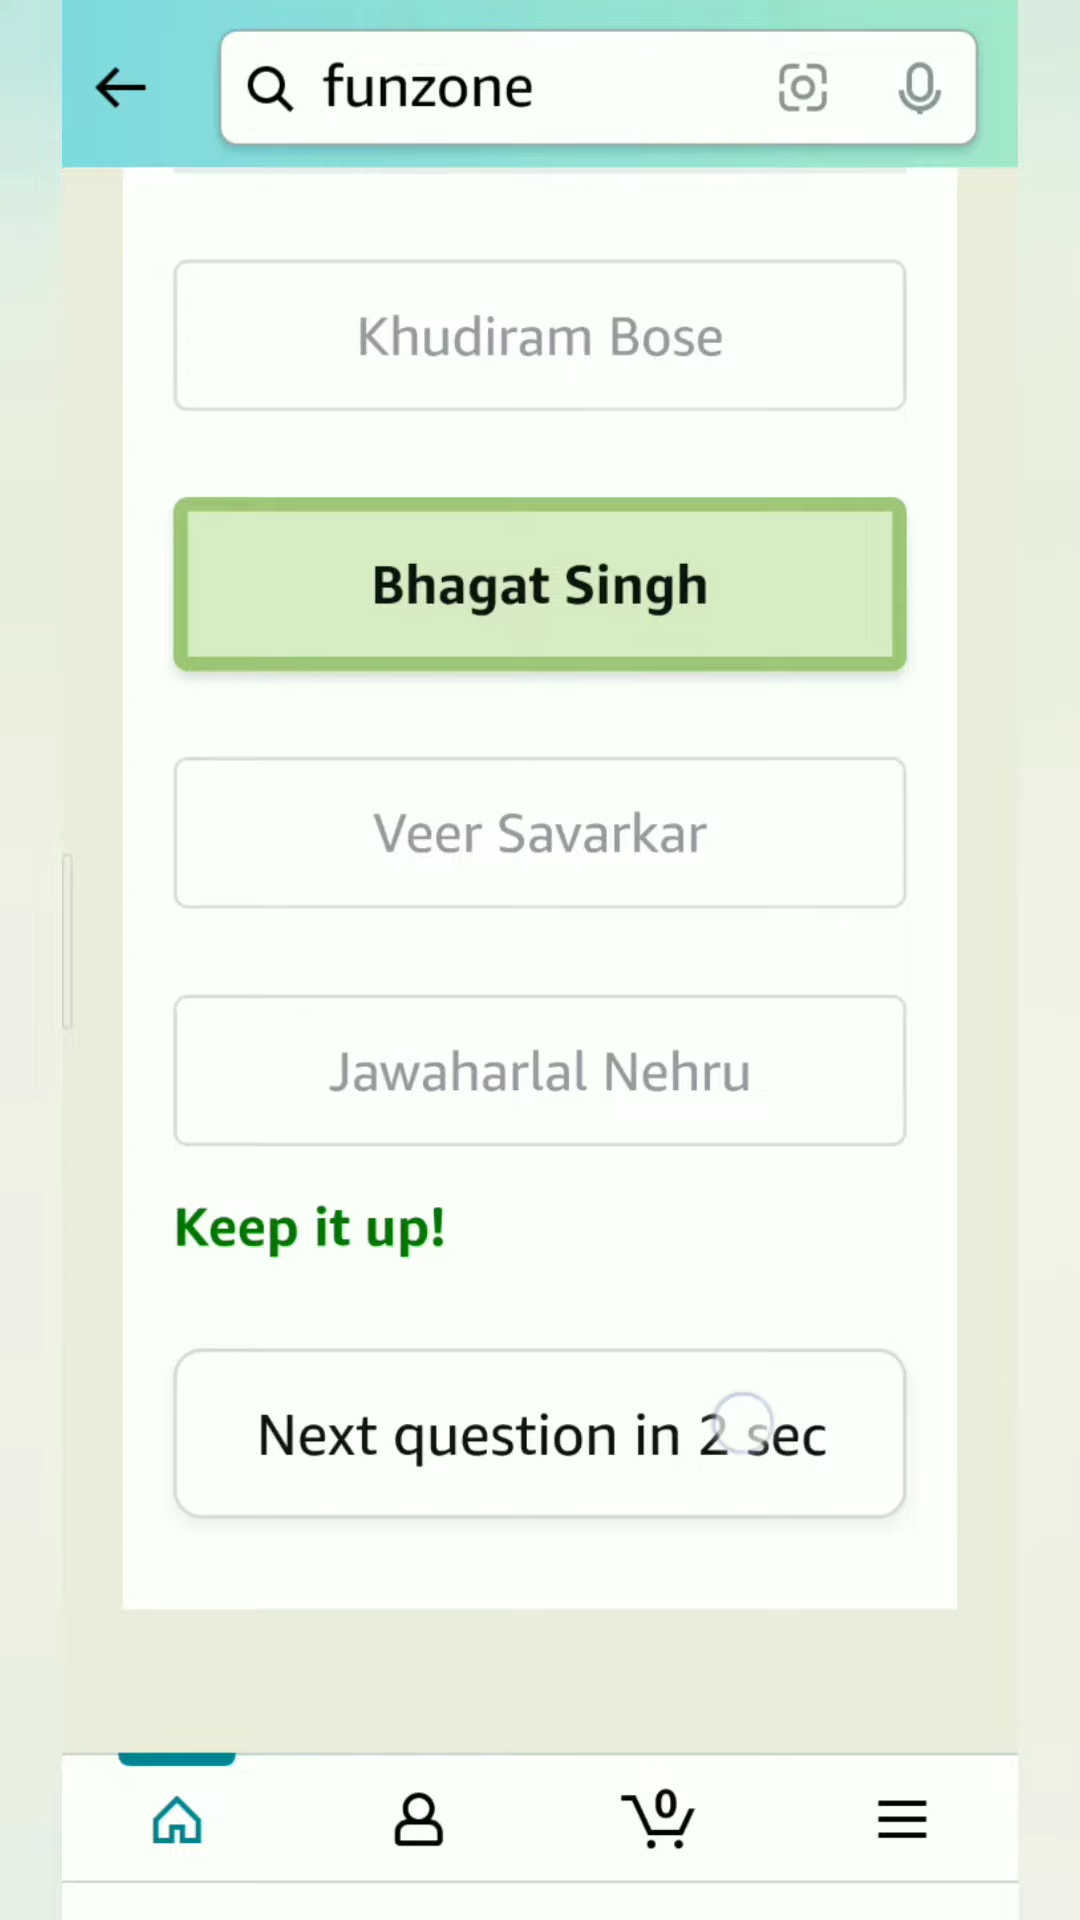 funzone
Khudiram Bose
Bhagat Singh
Veer Savarkar
Jawaharlal Nehru
Keep it up!
Next question in 2 sec
0